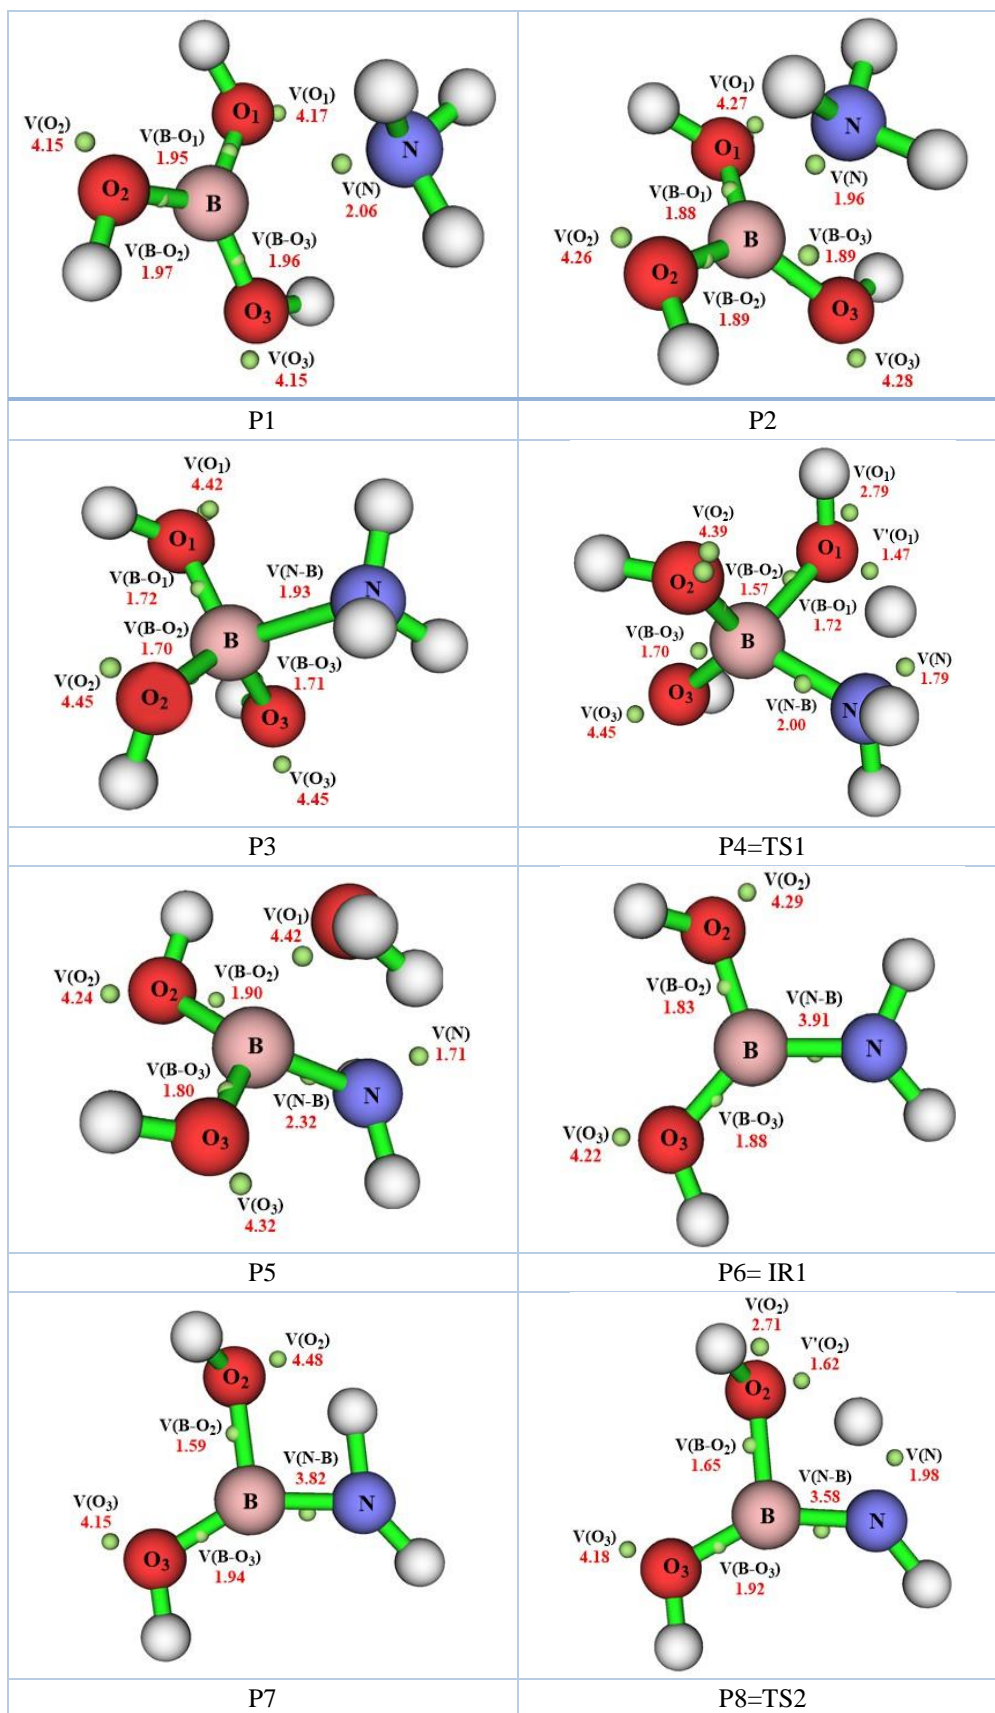 V(O1)
4.17
V(O2)
4.15
V(B-O1)
1.95
O1
O2
B
N
V(N)
2.06
V(B-O2)
1.97
V(B-O3)
1.96
O3
V(O3)
4.15
P1
V(O1)
4.27
O1
N
V(N)
1.96
V(B-O1)
1.88
V(O2)
4.26
B
V(B-O3)
1.89
O2
V(B-O2)
1.89
O3
V(O3)
4.28
P2
V(O1)
4.42
O1
V(B-O1)
1.72
V(N-B)
1.93
N
V(B-O2)
1.70
B
V(O2)
4.45
O2
V(B-O3)
1.71
O3
V(O3)
4.45
P3
V(O1)
2.79
V(O2)
4.39
V'(O1)
1.47
O1
O2
V(B-O2)
1.57
V(B-O1)
1.72
V(B-O3)
1.70
B
V(N)
1.79
O3
V(O3)
4.45
V(N-B)
2.00
N
P4=TS1
V(O1)
4.42
V(O2)
4.24
O2
V(B-O2)
1.90
B
V(N)
1.71
V(B-O3)
1.80
V(N-B)
2.32
N
O3
V(O3)
4.32
P5
V(O2)
4.29
O2
V(B-O2)
1.83
V(N-B)
3.91
B
N
V(O3)
4.22
O3
V(B-O3)
1.88
P6= IR1
V(O2)
4.48
O2
V(B-O2)
1.59
V(N-B)
3.82
V(O3)
4.15
B
N
O3
V(B-O3)
1.94
P7
V(O2)
2.71
V'(O2)
1.62
O2
V(B-O2)
1.65
V(N)
1.98
V(N-B)
3.58
B
N
V(O3)
4.18
O3
V(B-O3)
1.92
P8=TS2